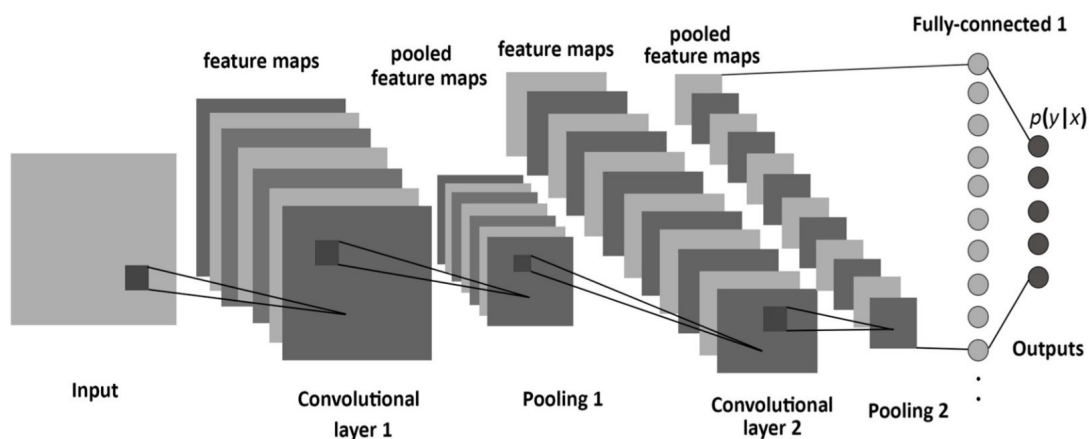 feature maps
pooled
feature maps
feature maps
pooled
feature maps
Fully-connected 1
p(y|x)
Input
Convolutional
layer 1
Pooling 1
Convolutional
layer 2
Pooling 2
Outputs